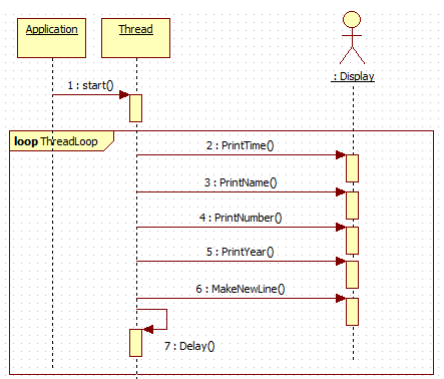 Application
Thread
: Display
1 : start()
loop ThreadLoop
2 : PrintTime()
3 : PrintName()
4 : PrintNumber()
5 : PrintYear()
6 : MakeNewLine()
7 : Delay()